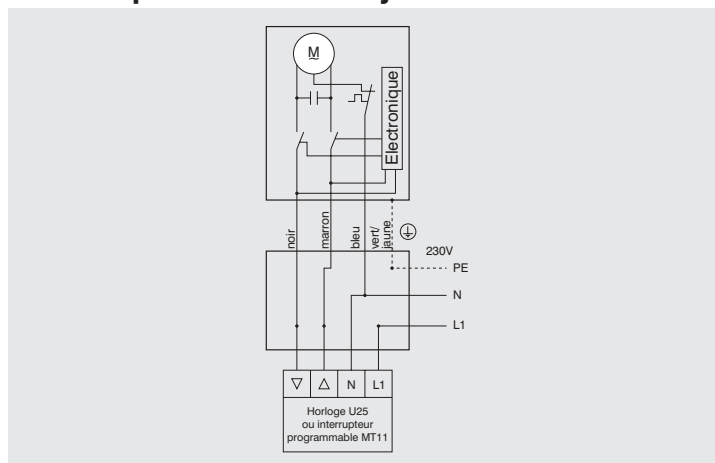 M
Electronique
noir
marron
bleu
vert/
jaune
230V
PE
N
L1
N
L1
Horloge U25
ou interrupteur
programmable MT11